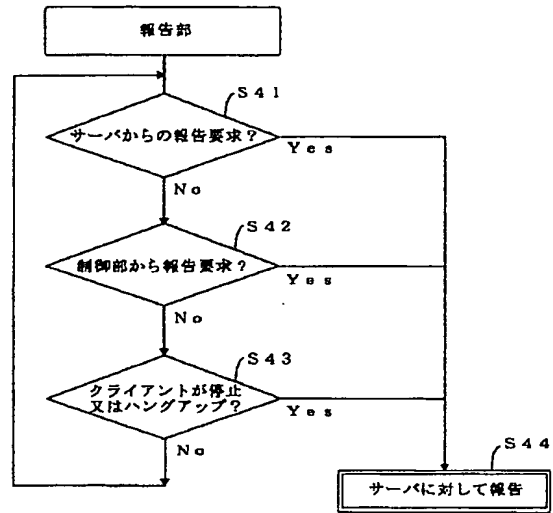 報告部
S41
サーバからの報告要求?
Yes
No
S42
制御部から報告要求?
Yes
No
S43
クライアントが停止
又はハングアップ?
Yes
No
S44
サーバに対して報告